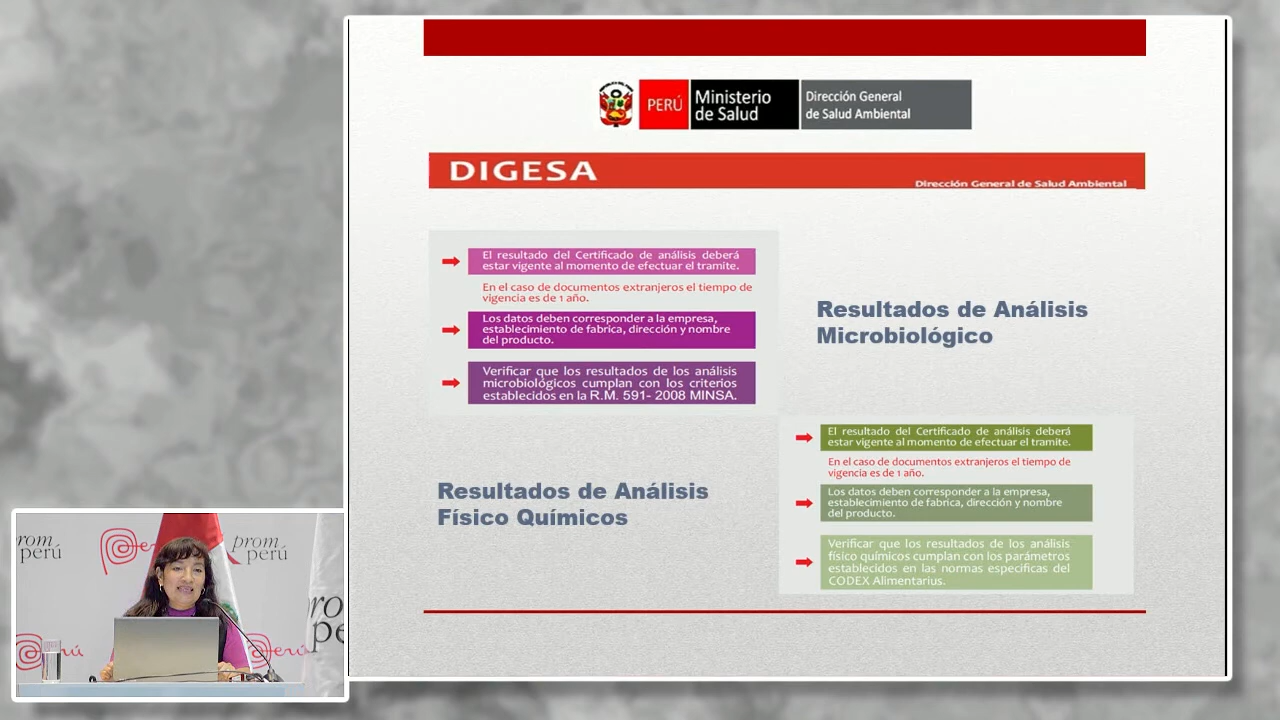 PERÚ
Ministerio
de Salud
Dirección General
de Salud Ambiental
DIGESA
Dirección General de Salud Ambiental
El resultado del Certificado de análisis deberá
estar vigente al momento de efectuar el tramite.
En el caso de documentos extranjeros el tiempo de
vigencia es de 1 año.
Los datos deben corresponder a la empresa,
establecimiento de fabrica, dirección y nombre
del producto.
Verificar que los resultados de los análisis
microbiológicos cumplan con los criterios
establecidos en la R.M. 591- 2008 MINSA.
Resultados de Análisis
Microbiológico
Resultados de Análisis
Físico Químicos
El resultado del Certificado de análisis deberá
estar vigente al momento de efectuar el tramite.
En el caso de documentos extranjeros el tiempo de
vigencia es de 1 año.
Los datos deben corresponder a la empresa,
establecimiento de fabrica, dirección y nombre
del producto.
Verificar que los resultados de los análisis
físico químicos cumplan con los parámetros
establecidos en las normas especificas del
CODEX Alimentarius.
prom
perú